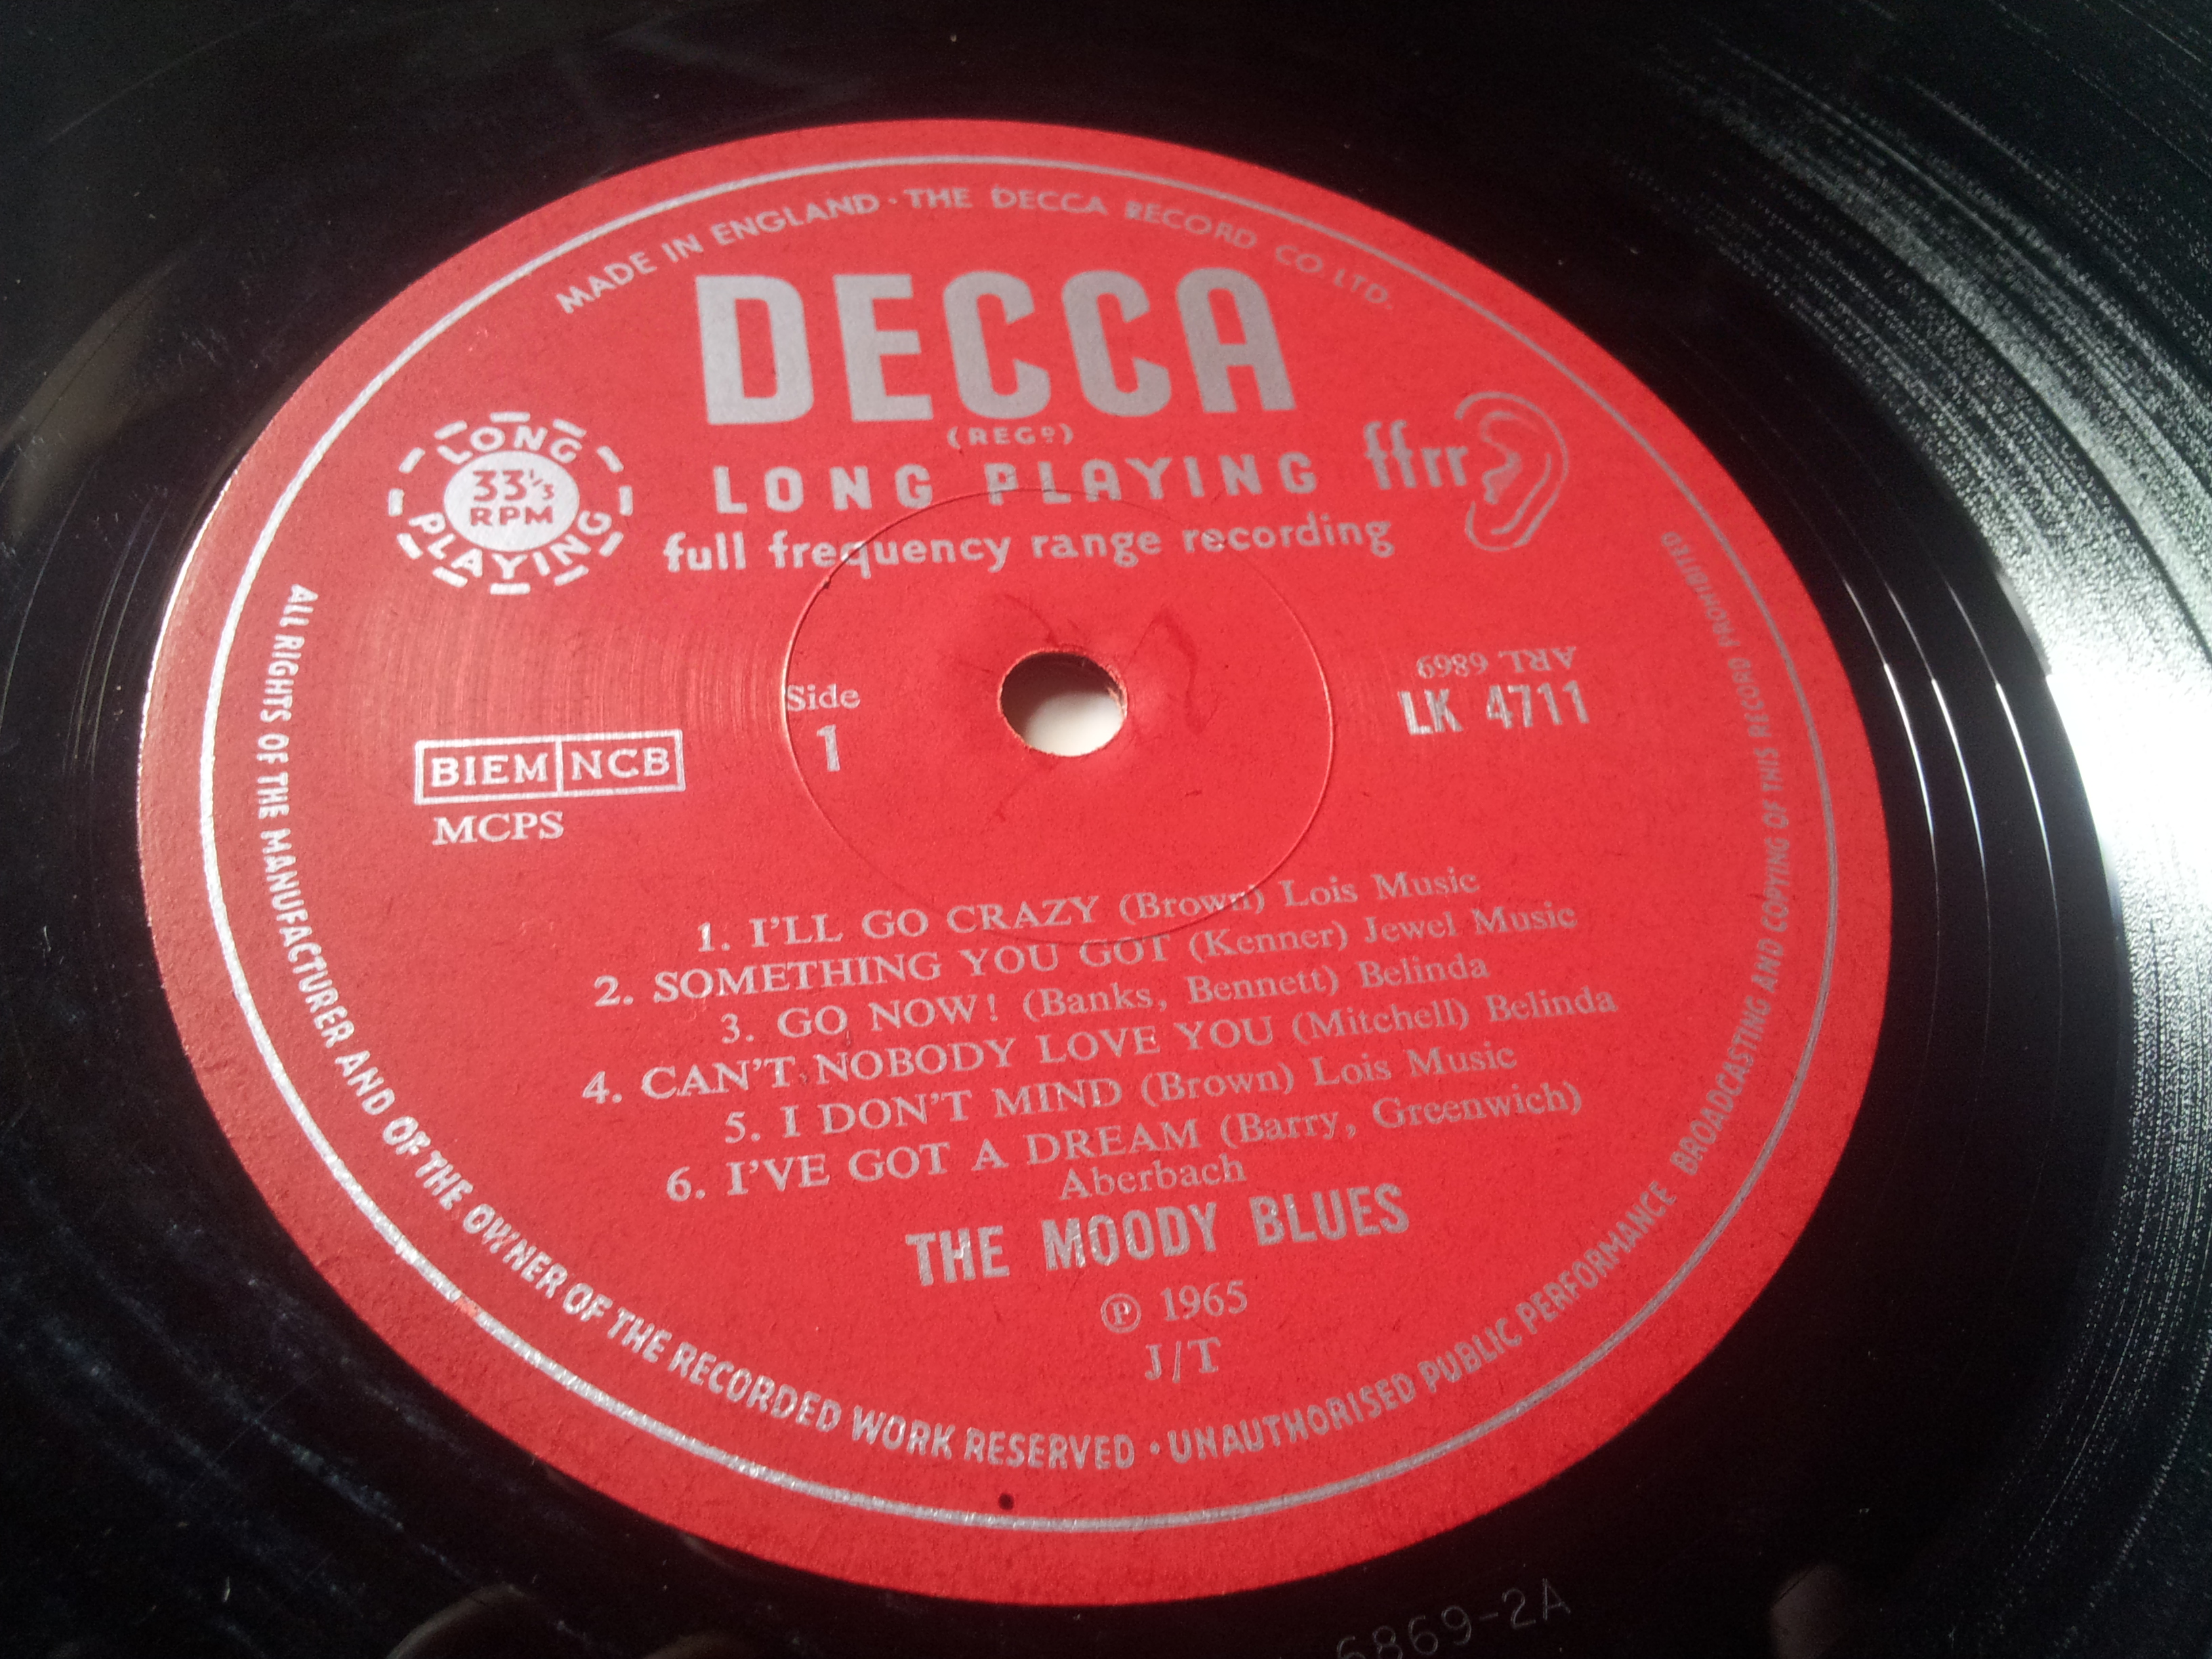 MADE IN ENGLAND · THE DECCA RECORD CO. LTD.
DECCA
(REGD)
LONG PLAYING
33⅓
RPM
LONG PLAYING ffrr
full frequency range recording
ARL 6869
LK 4711
Side
1
BIEM NCB
MCPS
1. I'LL GO CRAZY (Brown) Lois Music
2. SOMETHING YOU GOT (Kenner) Jewel Music
3. GO NOW! (Banks, Bennett) Belinda
4. CAN'T NOBODY LOVE YOU (Mitchell) Belinda
5. I DON'T MIND (Brown) Lois Music
6. I'VE GOT A DREAM (Barry, Greenwich)
Aberbach
THE MOODY BLUES
Ⓟ 1965
J/T
ALL RIGHTS OF THE MANUFACTURER AND OF THE OWNER OF THE RECORDED WORK RESERVED · UNAUTHORISED PUBLIC PERFORMANCE BROADCASTING AND COPYING OF THIS RECORD PROHIBITED
6869-2A